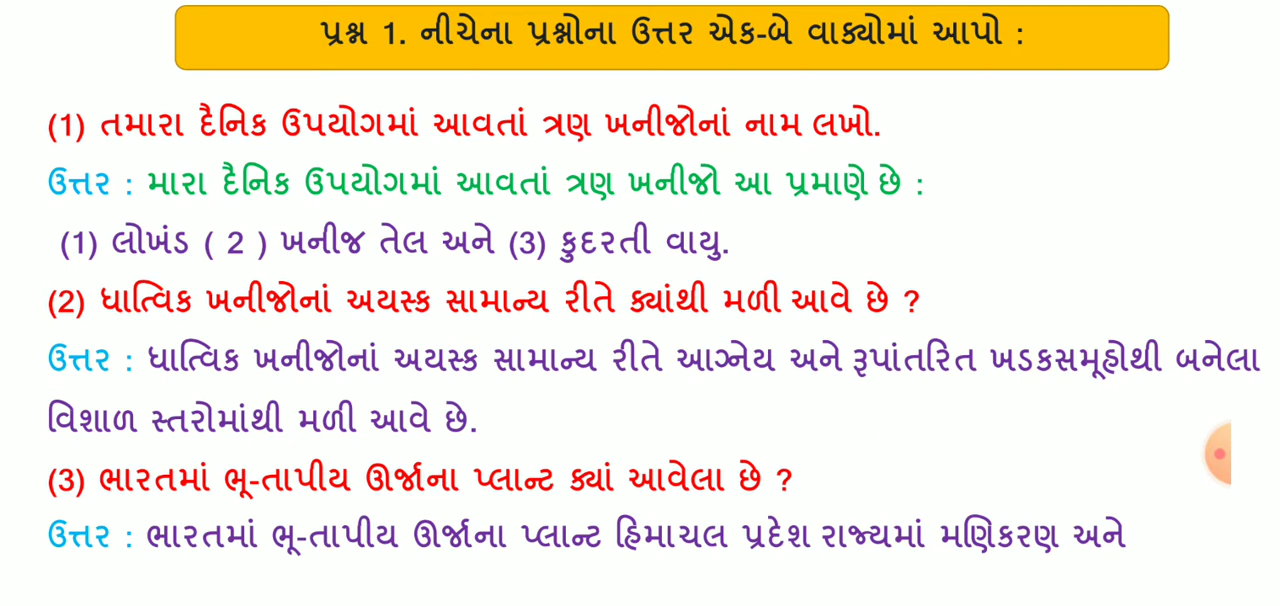 પ્રશ્ન 1. નીચેના પ્રશ્નોના ઉત્તર એક-બે વાક્યોમાં આપો :
(1) તમારા દૈનિક ઉપયોગમાં આવતાં ત્રણ ખનીજોનાં નામ લખો.
ઉત્તર : મારા દૈનિક ઉપયોગમાં આવતાં ત્રણ ખનીજો આ પ્રમાણે છે :
(1) લોખંડ ( 2 ) ખનીજ તેલ અને (3) કુદરતી વાયુ.
(2) ધાત્વિક ખનીજોનાં અયસ્ક સામાન્ય રીતે ક્યાંથી મળી આવે છે ?
ઉત્તર : ધાત્વિક ખનીજોનાં અયસ્ક સામાન્ય રીતે આગ્નેય અને રૂપાંતરિત ખડકસમૂહોથી બનેલા
વિશાળ સ્તરોમાંથી મળી આવે છે.
(3) ભારતમાં ભૂ-તાપીય ઊર્જાના પ્લાન્ટ ક્યાં આવેલા છે ?
ઉત્તર : ભારતમાં ભૂ-તાપીય ઊર્જાના પ્લાન્ટ હિમાચલ પ્રદેશ રાજ્યમાં મણિકરણ અને